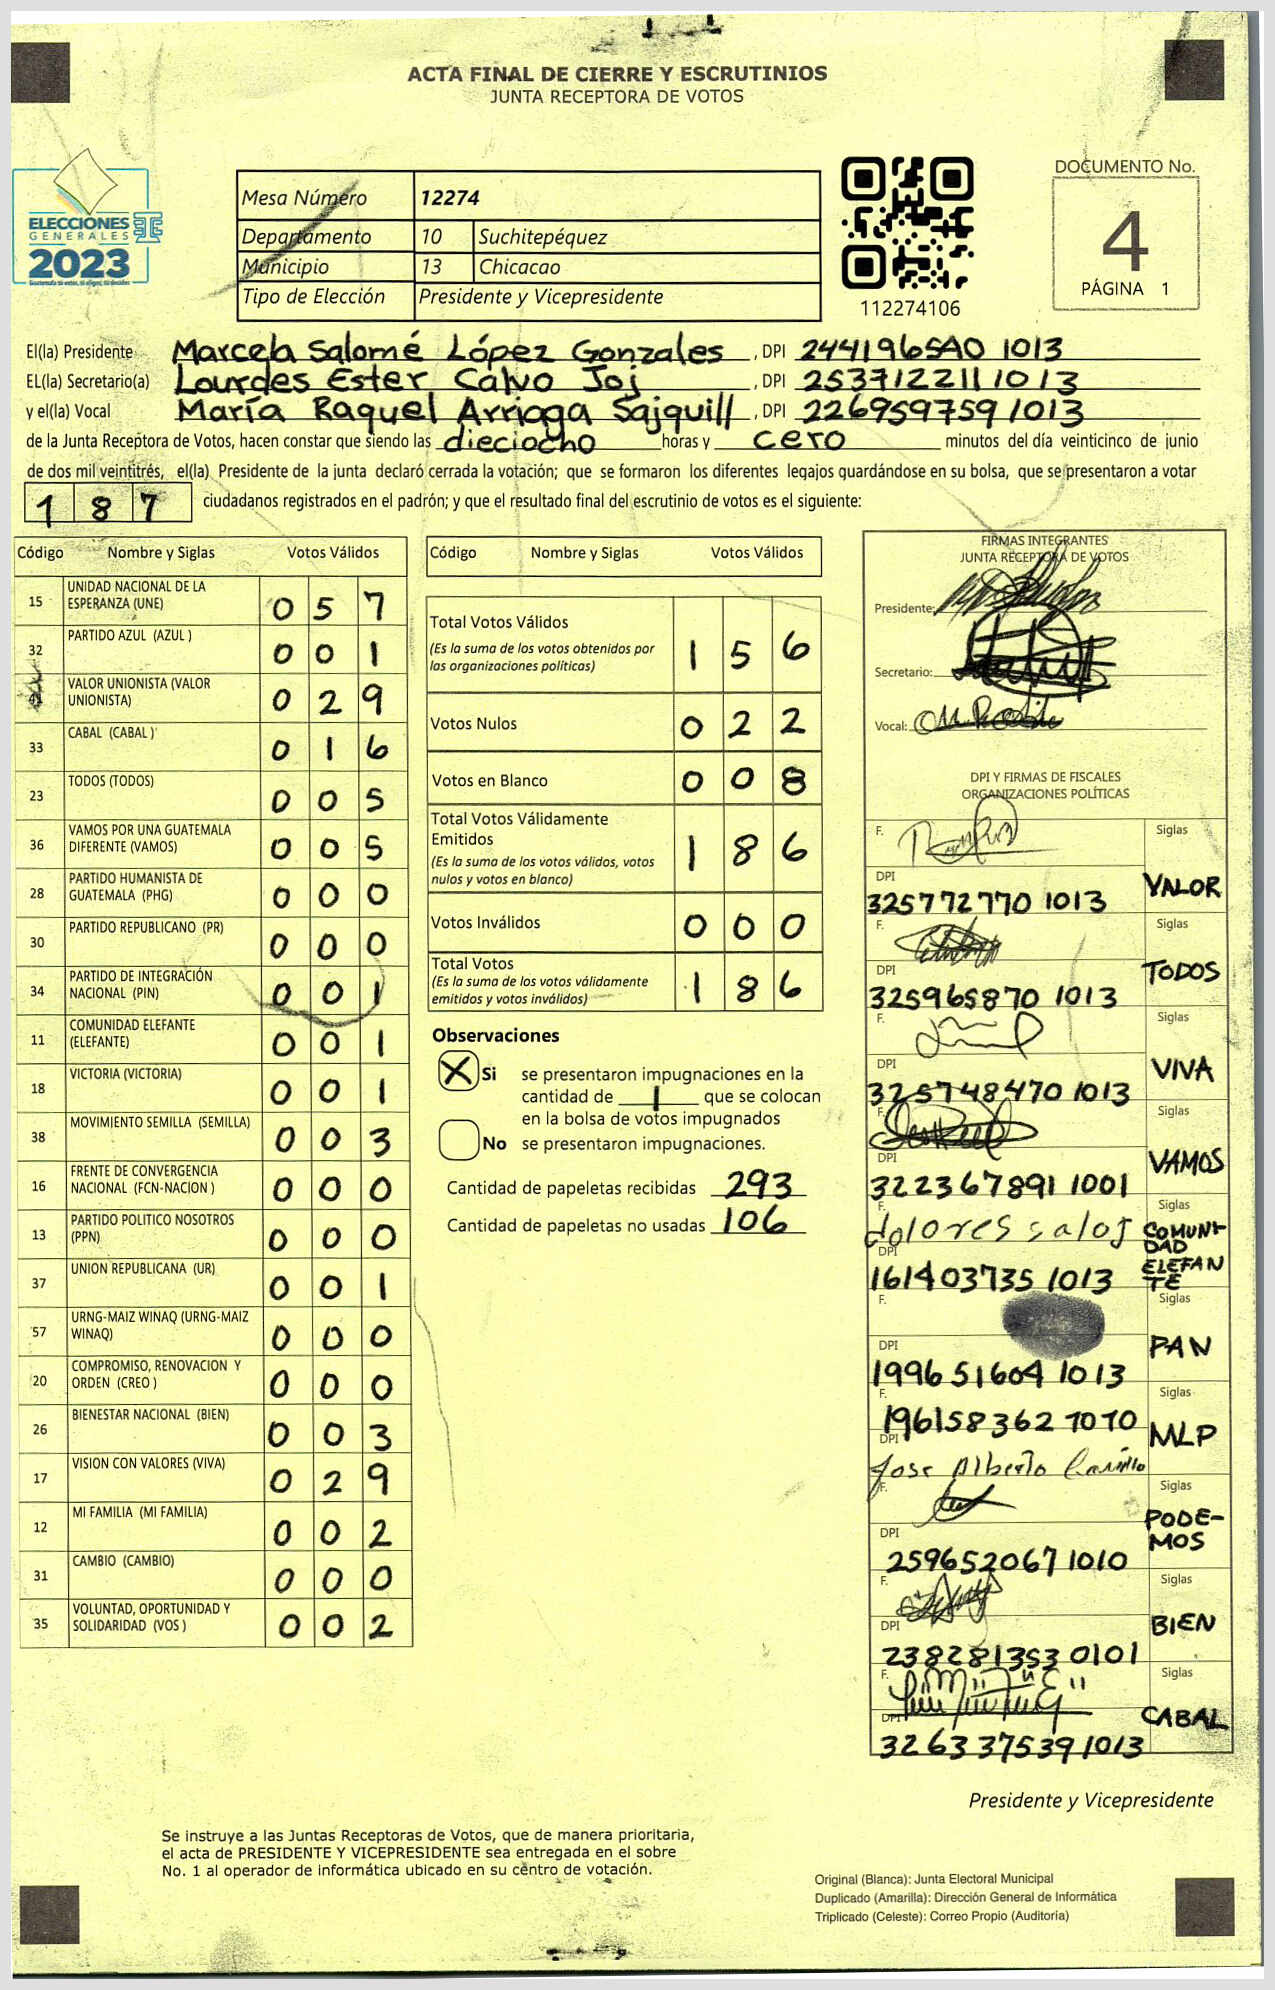 ACTA FINAL DE CIERRE Y ESCRUTINIOS
JUNTA RECEPTORA DE VOTOS
ELECCIONES
GENERALES
2023
Mesa Número 12274
Departamento 10 Suchitepéquez
Municipio 13 Chicacao
Tipo de Elección Presidente y Vicepresidente
112274106
DOCUMENTO No.
4
PÁGINA 1
El(la) Presidente Marcela Salomé López Gonzales , DPI 244196540 1013
EL(la) Secretario(a) Lourdes Ester Calvo Joj , DPI 253712211 1013
y el(la) Vocal María Raquel Arriaga Sajquill , DPI 226959759 1013
de la Junta Receptora de Votos, hacen constar que siendo las dieciocho horas y cero minutos del día veinticinco de junio
de dos mil veintitrés, el(la) Presidente de la junta declaró cerrada la votación; que se formaron los diferentes legajos guardándose en su bolsa, que se presentaron a votar
187 ciudadanos registrados en el padrón; y que el resultado final del escrutinio de votos es el siguiente:
Código Nombre y Siglas Votos Válidos
15 UNIDAD NACIONAL DE LA ESPERANZA (UNE) 0 5 7
32 PARTIDO AZUL (AZUL ) 0 0 1
41 VALOR UNIONISTA (VALOR UNIONISTA) 0 2 9
33 CABAL (CABAL ) 0 1 6
23 TODOS (TODOS) 0 0 5
36 VAMOS POR UNA GUATEMALA DIFERENTE (VAMOS) 0 0 5
28 PARTIDO HUMANISTA DE GUATEMALA (PHG) 0 0 0
30 PARTIDO REPUBLICANO (PR) 0 0 0
34 PARTIDO DE INTEGRACIÓN NACIONAL (PIN) 0 0 1
11 COMUNIDAD ELEFANTE (ELEFANTE) 0 0 1
18 VICTORIA (VICTORIA) 0 0 1
38 MOVIMIENTO SEMILLA (SEMILLA) 0 0 3
16 FRENTE DE CONVERGENCIA NACIONAL (FCN-NACION ) 0 0 0
13 PARTIDO POLITICO NOSOTROS (PPN) 0 0 0
37 UNION REPUBLICANA (UR) 0 0 1
57 URNG-MAIZ WINAQ (URNG-MAIZ WINAQ) 0 0 0
20 COMPROMISO, RENOVACION Y ORDEN (CREO ) 0 0 0
26 BIENESTAR NACIONAL (BIEN) 0 0 3
17 VISION CON VALORES (VIVA) 0 2 9
12 MI FAMILIA (MI FAMILIA) 0 0 2
31 CAMBIO (CAMBIO) 0 0 0
35 VOLUNTAD, OPORTUNIDAD Y SOLIDARIDAD (VOS ) 0 0 2
Código Nombre y Siglas Votos Válidos
Total Votos Válidos 1 5 6
(Es la suma de los votos obtenidos por
las organizaciones políticas)
Votos Nulos 0 2 2
Votos en Blanco 0 0 8
Total Votos Válidamente
Emitidos 1 8 6
(Es la suma de los votos válidos, votos
nulos y votos en blanco)
Votos Inválidos 0 0 0
Total Votos 1 8 6
(Es la suma de los votos válidamente
emitidos y votos inválidos)
Observaciones
X Si se presentaron impugnaciones en la
cantidad de 1 que se colocan
en la bolsa de votos impugnados
No se presentaron impugnaciones.
Cantidad de papeletas recibidas 293
Cantidad de papeletas no usadas 106
FIRMAS INTEGRANTES
JUNTA RECEPTORA DE VOTOS
Presidente:
Secretario:
Vocal:
DPI Y FIRMAS DE FISCALES
ORGANIZACIONES POLÍTICAS
F. Siglas
DPI 325772770 1013 VALOR
F. Siglas
DPI 325965870 1013 TODOS
F. Siglas
DPI 325748470 1013 VIVA
F. Siglas
DPI 322367891 1001 VAMOS
F. dolores saloj Siglas
DPI 161403735 1013 COMUNI-DAD ELEFANTE
F. Siglas
DPI 199651604 1013 PAN
F. 196158362 1010 Siglas
DPI Jose Alberto MLP
F. Siglas
DPI 259652067 1010 PODE-MOS
F. Siglas
DPI 238281353 0101 BIEN
F. Siglas
DPI 326337539 1013 CABAL
Presidente y Vicepresidente
Se instruye a las Juntas Receptoras de Votos, que de manera prioritaria,
el acta de PRESIDENTE Y VICEPRESIDENTE sea entregada en el sobre
No. 1 al operador de informática ubicado en su centro de votación.
Original (Blanca): Junta Electoral Municipal
Duplicado (Amarilla): Dirección General de Informática
Triplicado (Celeste): Correo Propio (Auditoría)